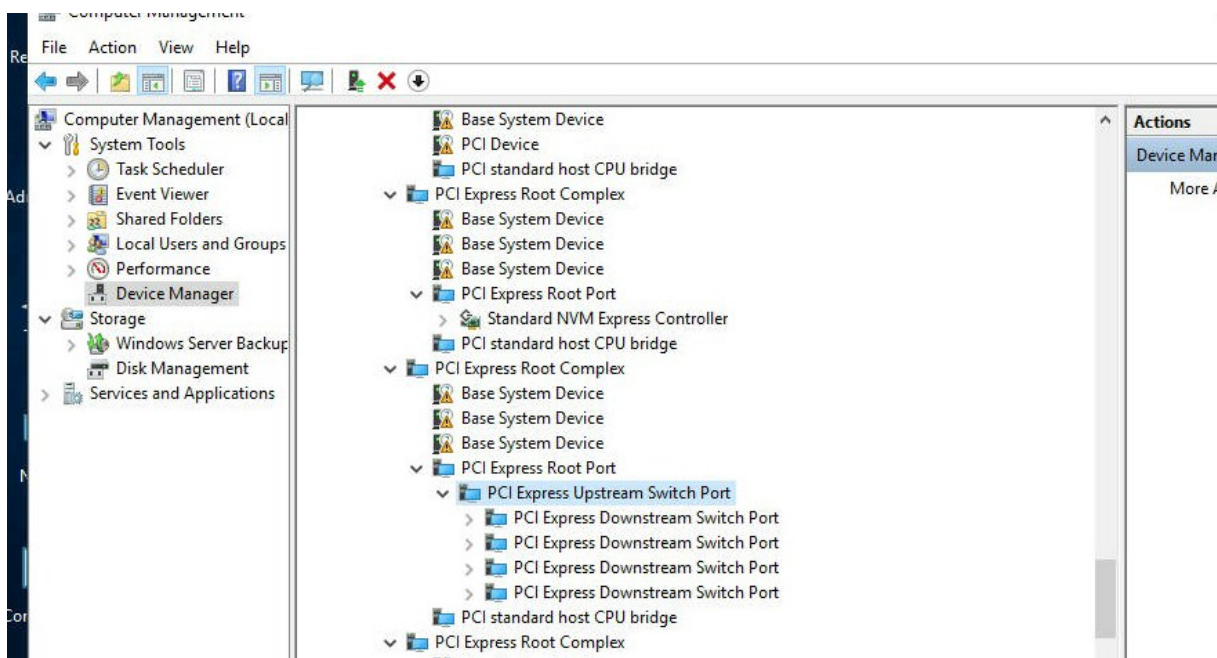 Computer Management
File Action View Help
Re
Computer Management (Local
System Tools
Task Scheduler
Event Viewer
Shared Folders
Local Users and Groups
Performance
Device Manager
Storage
Windows Server Backup
Disk Management
Services and Applications
Base System Device
PCI Device
PCI standard host CPU bridge
PCI Express Root Complex
Base System Device
Base System Device
Base System Device
PCI Express Root Port
Standard NVM Express Controller
PCI standard host CPU bridge
PCI Express Root Complex
Base System Device
Base System Device
Base System Device
PCI Express Root Port
PCI Express Upstream Switch Port
PCI Express Downstream Switch Port
PCI Express Downstream Switch Port
PCI Express Downstream Switch Port
PCI Express Downstream Switch Port
PCI standard host CPU bridge
PCI Express Root Complex
Actions
Device Mar
More A
Ad
Cor